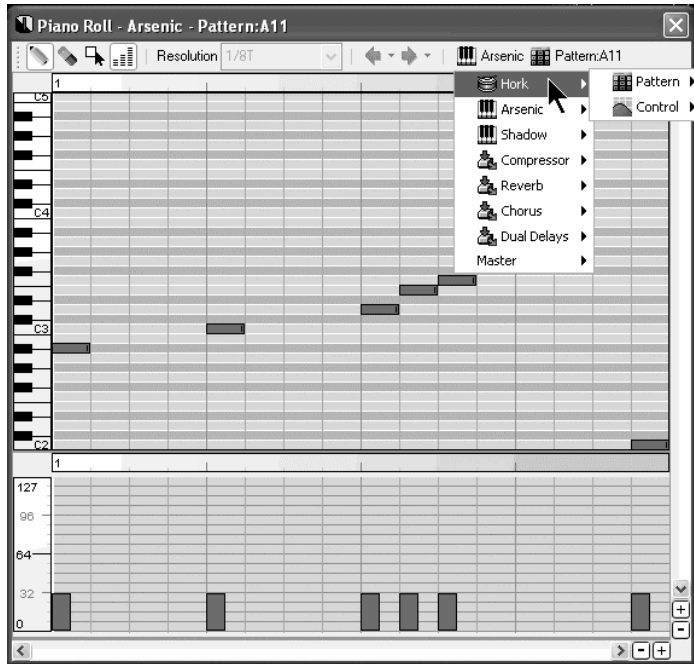 Piano Roll - Arsenic - Pattern:A11
Resolution 1/8T Arsenic Pattern:A11
1
Hork Pattern
Arsenic Control
Shadow
Compressor
Reverb
Chorus
Dual Delays
Master
C5
C4
C3
C2
1
127
96
64
32
0